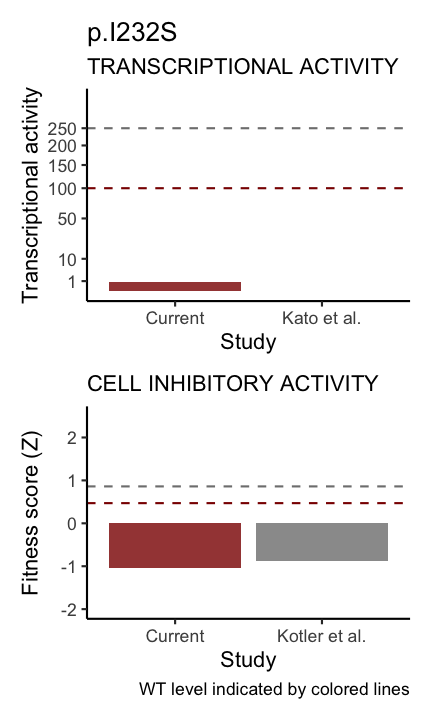 p.I232S
TRANSCRIPTIONAL ACTIVITY
Transcriptional activity
250
200
150
100
50
10
1
Current
Kato et al.
Study
CELL INHIBITORY ACTIVITY
Fitness score (Z)
2
1
0
-1
-2
Current
Kotler et al.
Study
WT level indicated by colored lines